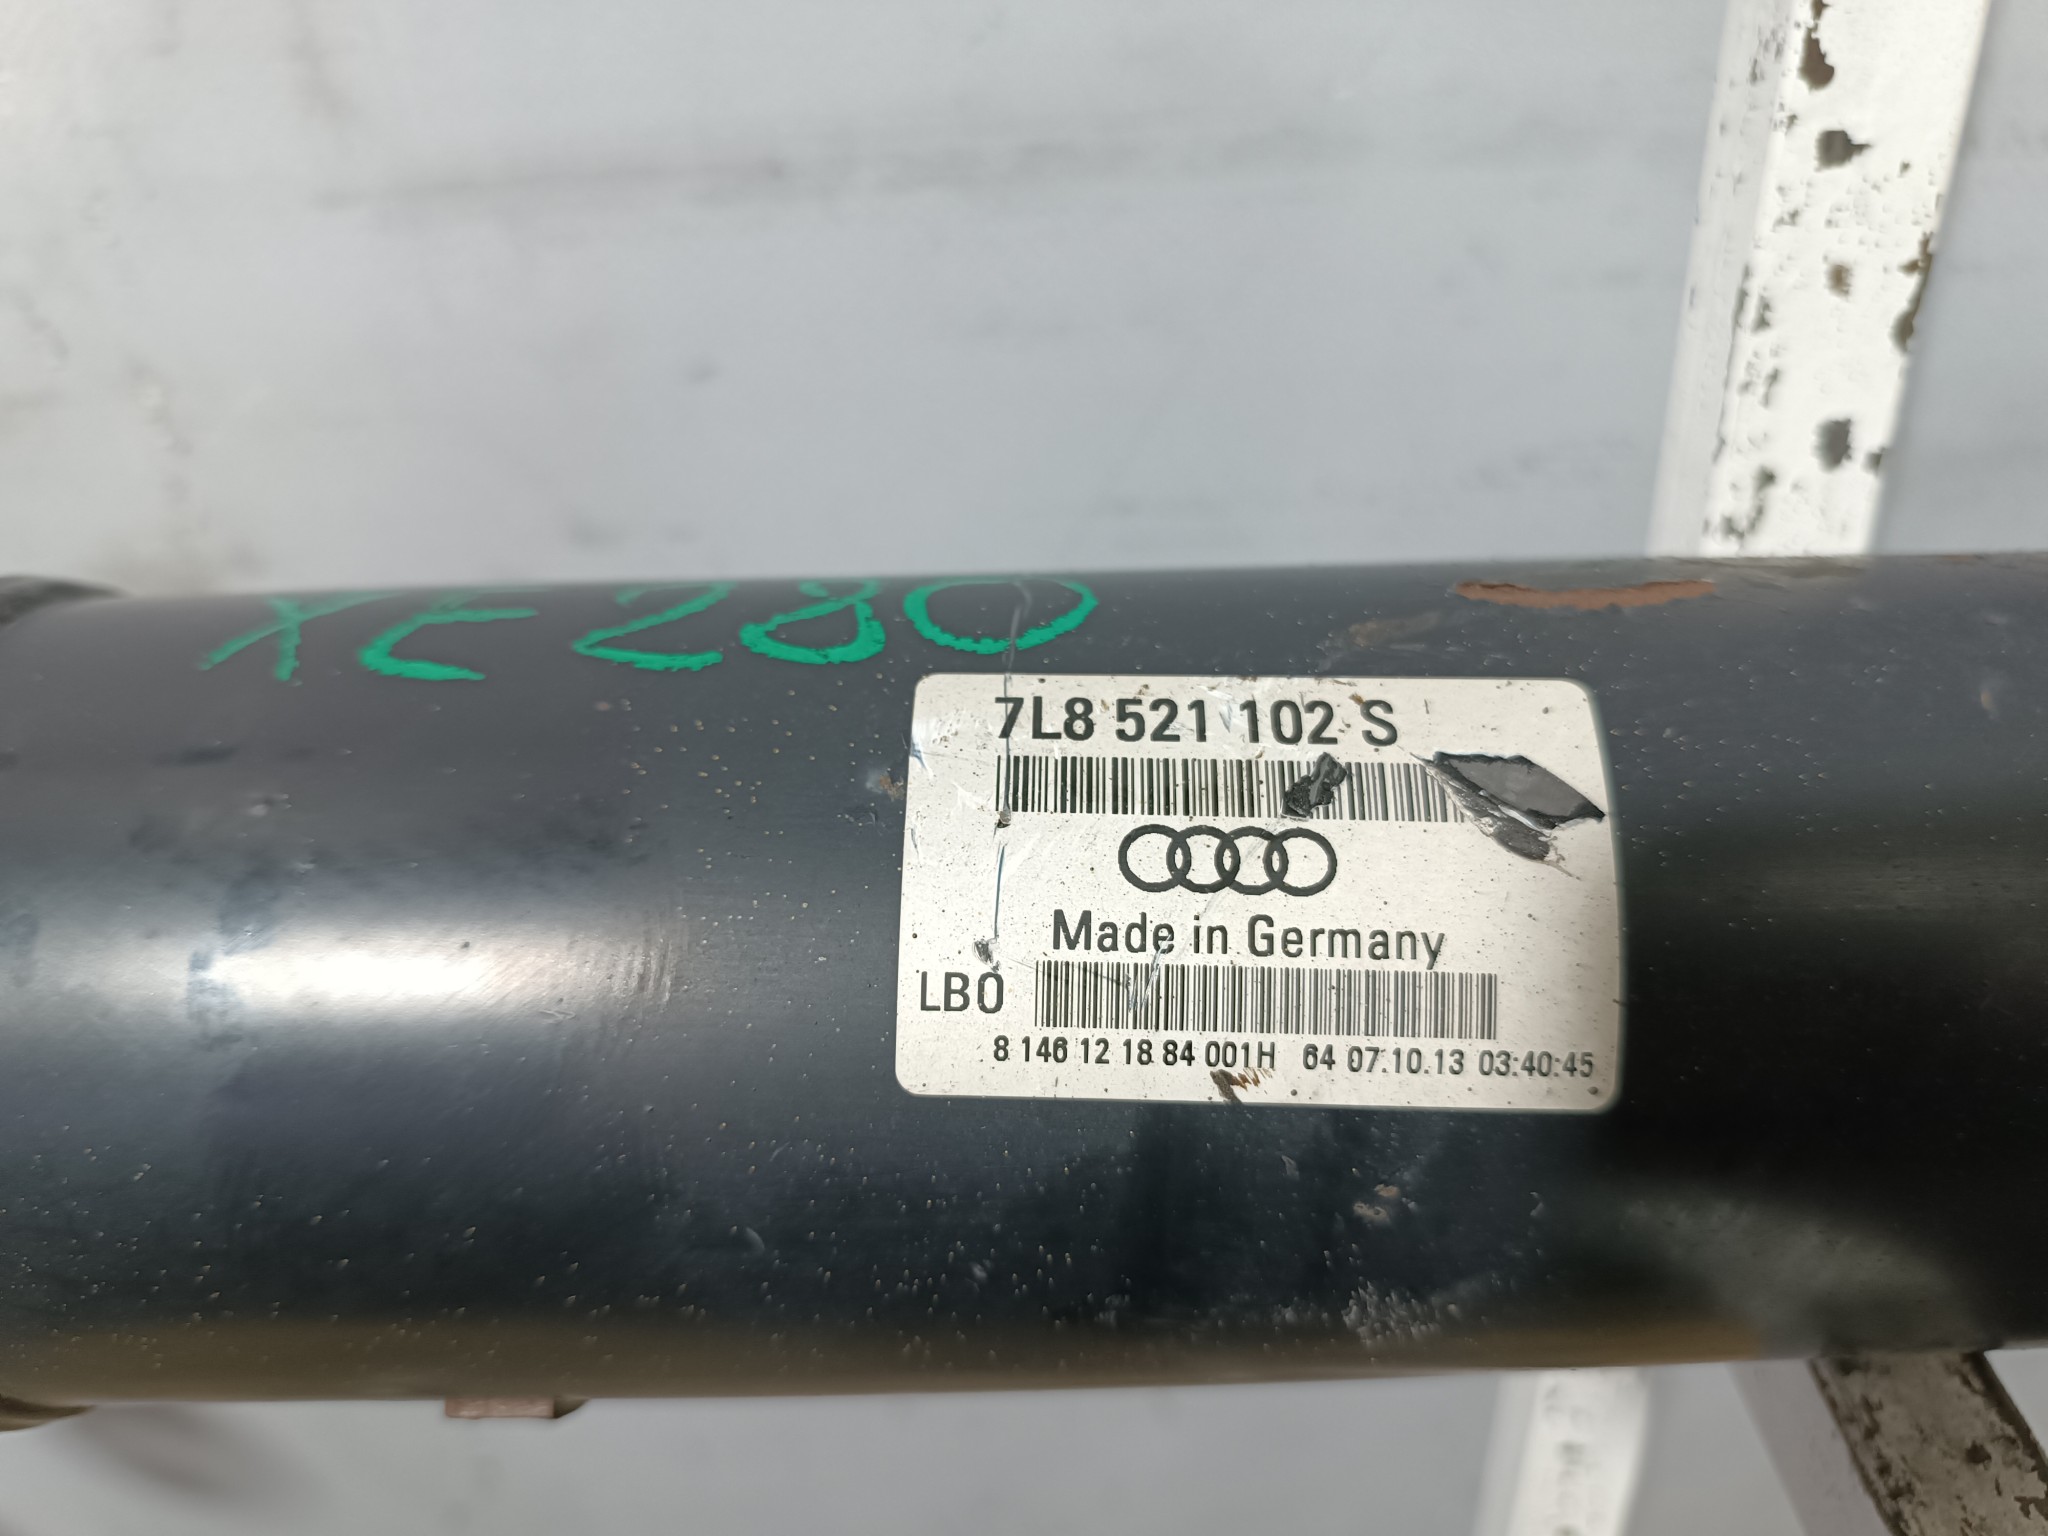 XE280
7L8 521 102 S
Made in Germany
LB0
8 146 12 18 84 001H 64 07.10.13 03:40:45